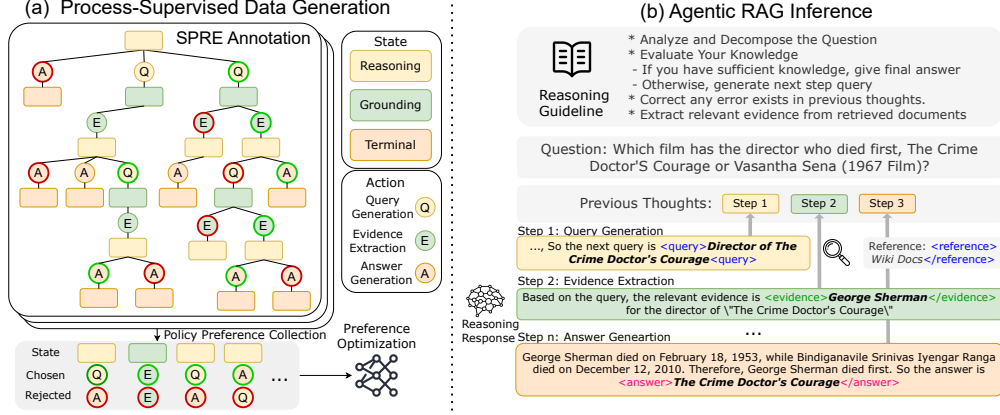 (a) Process-Supervised Data Generation
SPRE Annotation
A
Q
Q
E
E
E
A
A
Q
Q
A
E
E
E
A
A
A
A
State
Reasoning
Grounding
Terminal
Action
Query
Generation
Q
Evidence
Extraction
E
Answer
Generation
A
Policy Preference Collection
State
Chosen
Q
E
Q
A
Rejected
A
E
A
Q
...
Preference
Optimization
(b) Agentic RAG Inference
Reasoning
Guideline
* Analyze and Decompose the Question
* Evaluate Your Knowledge
- If you have sufficient knowledge, give final answer
- Otherwise, generate next step query
* Correct any error exists in previous thoughts.
* Extract relevant evidence from retrieved documents
Question: Which film has the director who died first, The Crime
Doctor'S Courage or Vasantha Sena (1967 Film)?
Previous Thoughts:
Step 1
Step 2
Step 3
Step 1: Query Generation
..., So the next query is <query>Director of The
Crime Doctor's Courage<query>
Reference: <reference>
Wiki Docs</reference>
Step 2: Evidence Extraction
Based on the query, the relevant evidence is <evidence>George Sherman</evidence>
for the director of \"The Crime Doctor's Courage\"
Reasoning
Response
Step n: Answer Geneartion
...
George Sherman died on February 18, 1953, while Bindiganavile Srinivas Iyengar Ranga
died on December 12, 2010. Therefore, George Sherman died first. So the answer is
<answer>The Crime Doctor's Courage</answer>